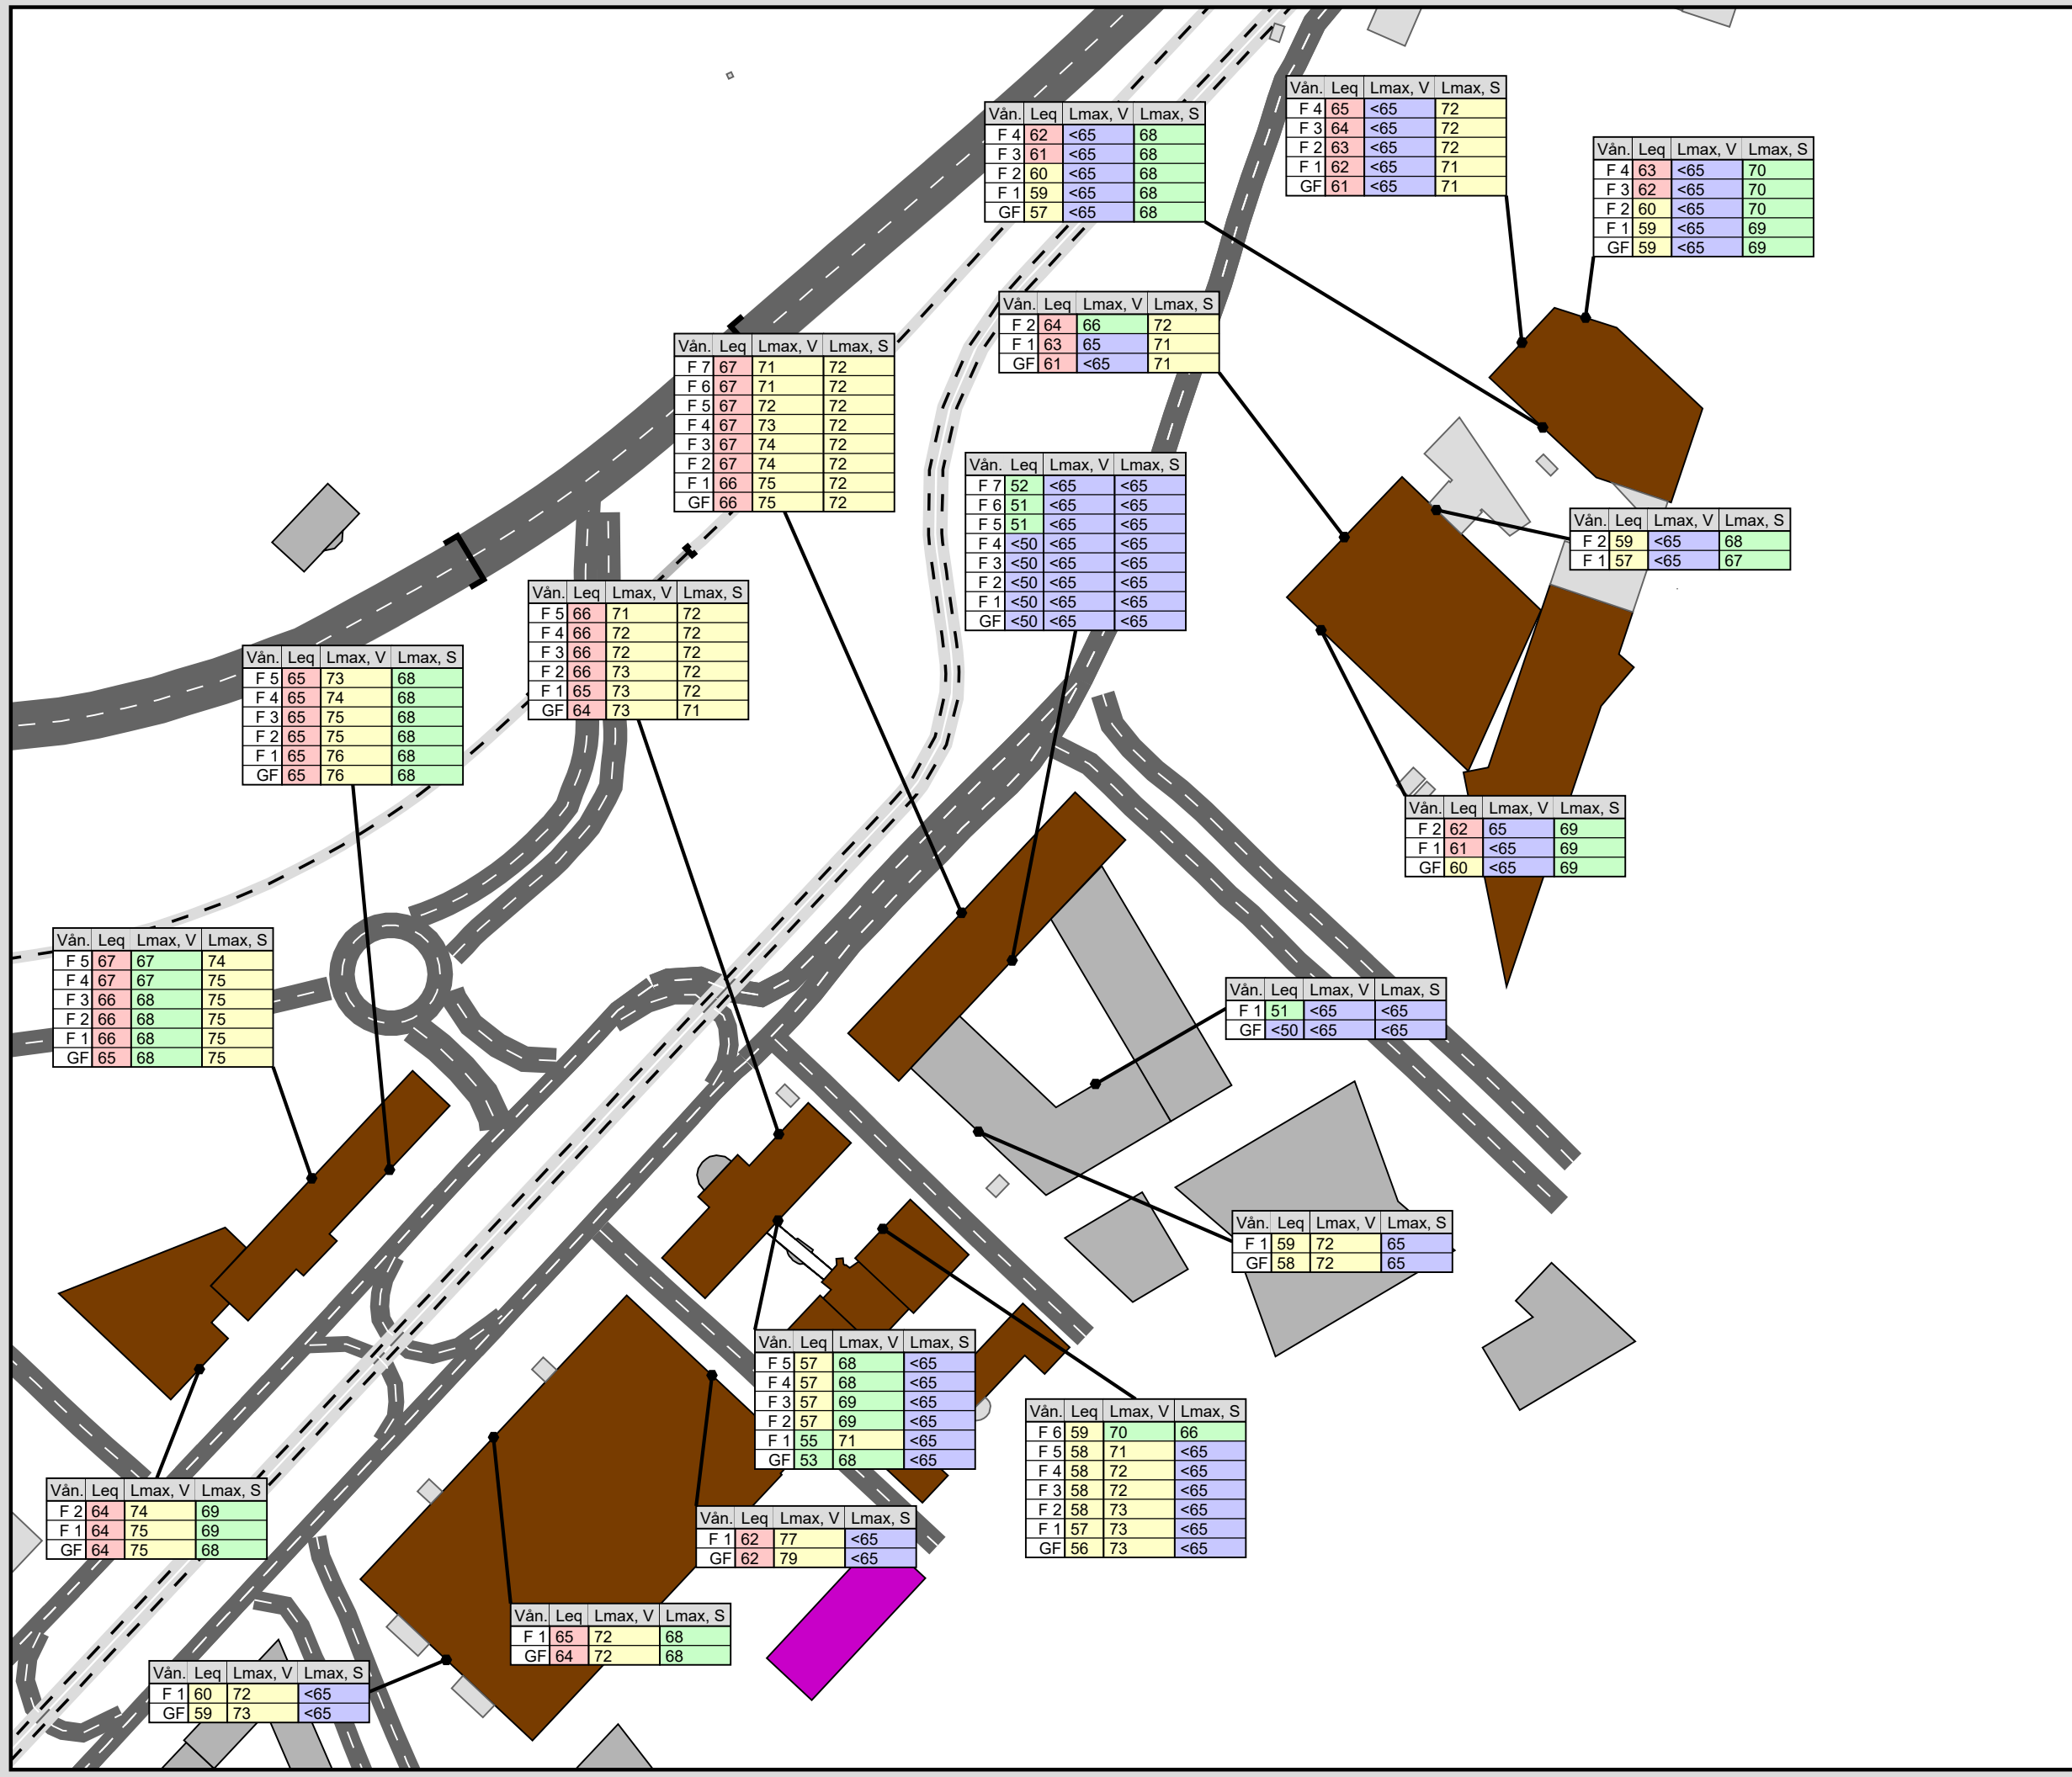 Vån. Leq Lmax, V Lmax, S
F 4 65 <65 72
F 3 64 <65 72
F 2 63 <65 72
F 1 62 <65 71
GF 61 <65 71
Vån. Leq Lmax, V Lmax, S
F 4 62 <65 68
F 3 61 <65 68
F 2 60 <65 68
F 1 59 <65 68
GF 57 <65 68
Vån. Leq Lmax, V Lmax, S
F 4 63 <65 70
F 3 62 <65 70
F 2 60 <65 70
F 1 59 <65 69
GF 59 <65 69
Vån. Leq Lmax, V Lmax, S
F 2 64 66 72
F 1 63 65 71
GF 61 <65 71
Vån. Leq Lmax, V Lmax, S
F 7 67 71 72
F 6 67 71 72
F 5 67 72 72
F 4 67 73 72
F 3 67 74 72
F 2 67 74 72
F 1 66 75 72
GF 66 75 72
Vån. Leq Lmax, V Lmax, S
F 7 52 <65 <65
F 6 51 <65 <65
F 5 51 <65 <65
F 4 <50 <65 <65
F 3 <50 <65 <65
F 2 <50 <65 <65
F 1 <50 <65 <65
GF <50 <65 <65
Vån. Leq Lmax, V Lmax, S
F 2 59 <65 68
F 1 57 <65 67
Vån. Leq Lmax, V Lmax, S
F 5 66 71 72
F 4 66 72 72
F 3 66 72 72
F 2 66 73 72
F 1 65 73 72
GF 64 73 71
Vån. Leq Lmax, V Lmax, S
F 5 65 73 68
F 4 65 74 68
F 3 65 75 68
F 2 65 75 68
F 1 65 76 68
GF 65 76 68
Vån. Leq Lmax, V Lmax, S
F 2 62 65 69
F 1 61 <65 69
GF 60 <65 69
Vån. Leq Lmax, V Lmax, S
F 5 67 67 74
F 4 67 67 75
F 3 66 68 75
F 2 66 68 75
F 1 66 68 75
GF 65 68 75
Vån. Leq Lmax, V Lmax, S
F 1 51 <65 <65
GF <50 <65 <65
Vån. Leq Lmax, V Lmax, S
F 1 59 72 65
GF 58 72 65
Vån. Leq Lmax, V Lmax, S
F 5 57 68 <65
F 4 57 68 <65
F 3 57 69 <65
F 2 57 69 <65
F 1 55 71 <65
GF 53 68 <65
Vån. Leq Lmax, V Lmax, S
F 6 59 70 66
F 5 58 71 <65
F 4 58 72 <65
F 3 58 72 <65
F 2 58 73 <65
F 1 57 73 <65
GF 56 73 <65
Vån. Leq Lmax, V Lmax, S
F 2 64 74 69
F 1 64 75 69
GF 64 75 68
Vån. Leq Lmax, V Lmax, S
F 1 62 77 <65
GF 62 79 <65
Vån. Leq Lmax, V Lmax, S
F 1 65 72 68
GF 64 72 68
Vån. Leq Lmax, V Lmax, S
F 1 60 72 <65
GF 59 73 <65